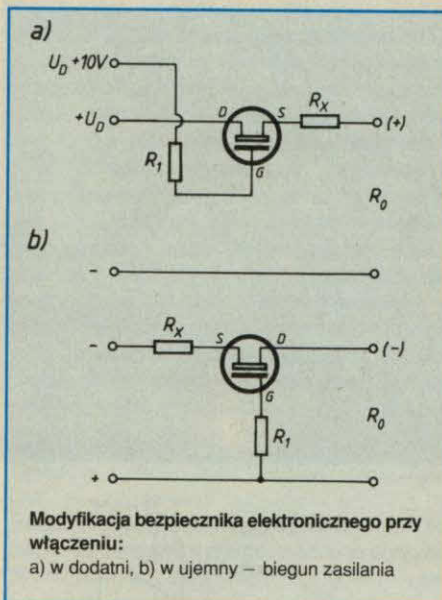 a)
U_D +10V
+U_D
D
S
R_X
(+)
R_1
G
R_0
b)
-
-
R_X
S
D
(-)
G
R_0
R_1
+
Modyfikacja bezpiecznika elektronicznego przy
włączeniu:
a) w dodatni, b) w ujemny – biegun zasilania